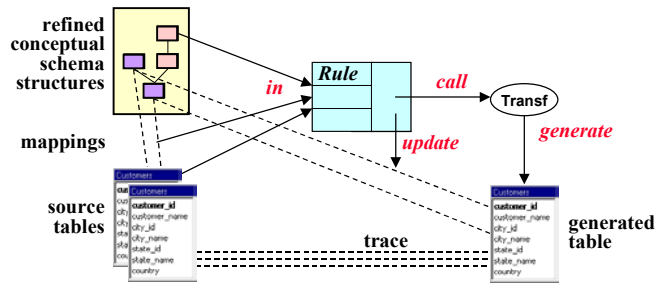 refined
conceptual
schema
structures
Rule
in
call
Transf
update
generate
mappings
source
tables
Customers
Customers
customer_id
customer_name
city_id
city_name
state_id
state_name
country
trace
Customers
customer_id
customer_name
city_id
city_name
state_id
state_name
country
generated
table